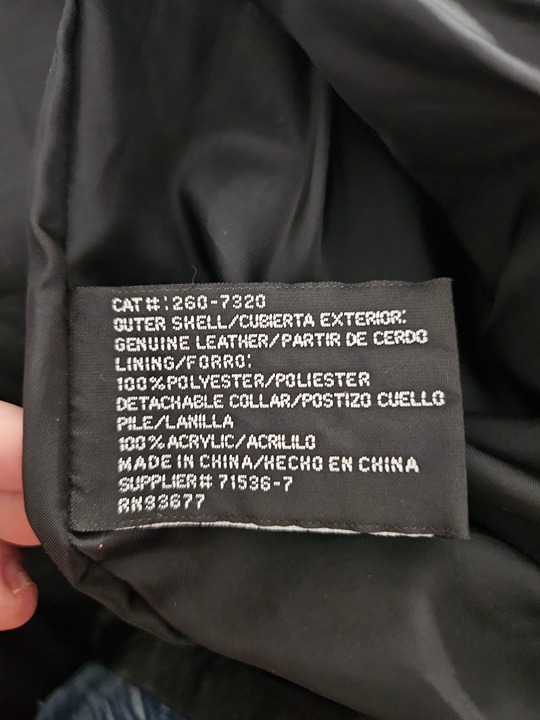 CAT#:260-7320
OUTER SHELL/CUBIERTA EXTERIOR:
GENUINE LEATHER/PARTIR DE CERDO
LINING/FORRO:
100%POLYESTER/POLIESTER
DETACHABLE COLLAR/POSTIZO CUELLO
PILE/LANILLA
100%ACRYLIC/ACRILILO
MADE IN CHINA/HECHO EN CHINA
SUPPLIER# 71536-7
RN93677